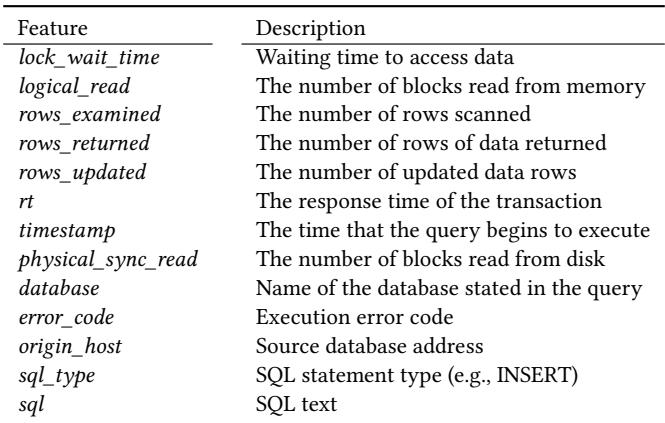 Feature Description
lock_wait_time Waiting time to access data
logical_read The number of blocks read from memory
rows_examined The number of rows scanned
rows_returned The number of rows of data returned
rows_updated The number of updated data rows
rt The response time of the transaction
timestamp The time that the query begins to execute
physical_sync_read The number of blocks read from disk
database Name of the database stated in the query
error_code Execution error code
origin_host Source database address
sql_type SQL statement type (e.g., INSERT)
sql SQL text